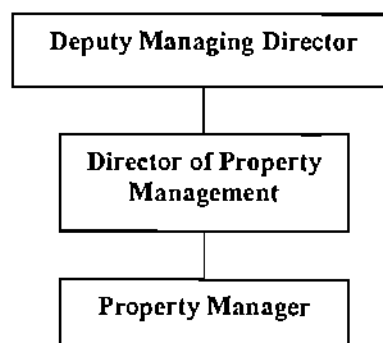 Deputy Managing Director
Director of Property
Management
Property Manager